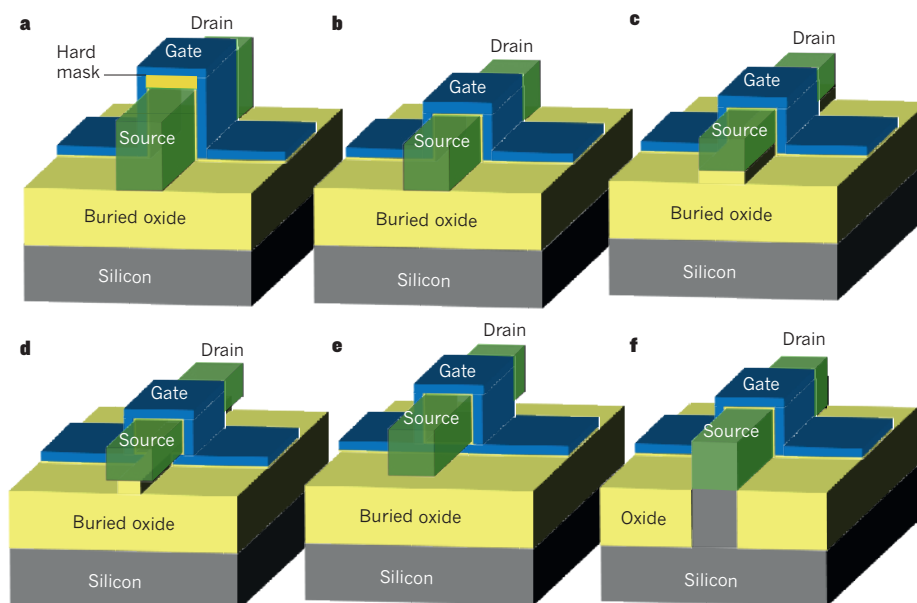 a
Hard
mask
Gate
Drain
Source
Buried oxide
Silicon
b
Drain
Gate
Source
Buried oxide
Silicon
c
Drain
Gate
Source
Buried oxide
Silicon
d
Drain
Gate
Source
Buried oxide
Silicon
e
Drain
Gate
Source
Buried oxide
Silicon
f
Drain
Gate
Source
Oxide
Silicon